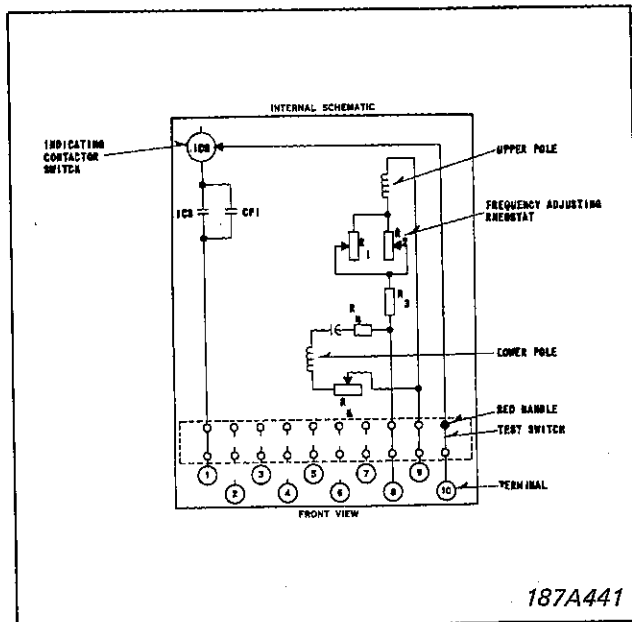 INTERNAL SCHEMATIC
INDICATING
CONTACTOR
SWITCH
ICS
ICS
CF1
UPPER POLE
FREQUENCY ADJUSTING
RHEOSTAT
R
1
R
2
R
3
R
LOWER POLE
R
RED HANDLE
TEST SWITCH
1
3
5
7
9
2
4
6
8
10
TERMINAL
FRONT VIEW
187A441